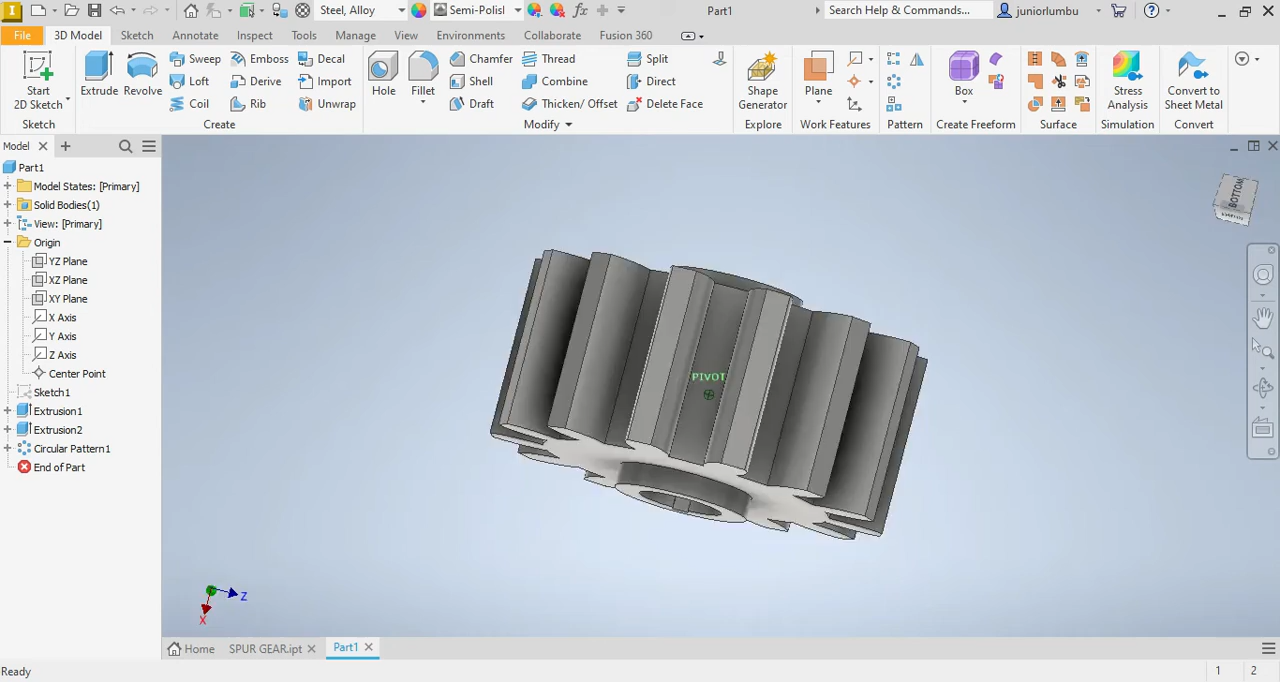 Steel, Alloy
Semi-Polisl
Part1
Search Help & Commands...
juniorlumbu
File
3D Model
Sketch
Annotate
Inspect
Tools
Manage
View
Environments
Collaborate
Fusion 360
Start
2D Sketch
Sketch
Extrude
Revolve
Sweep
Loft
Coil
Emboss
Derive
Rib
Decal
Import
Unwrap
Create
Hole
Fillet
Chamfer
Shell
Draft
Thread
Combine
Thicken/ Offset
Split
Direct
Delete Face
Modify
Shape
Generator
Explore
Plane
Work Features
Pattern
Box
Create Freeform
Surface
Stress
Analysis
Simulation
Convert to
Sheet Metal
Convert
Model
Part1
Model States: [Primary]
Solid Bodies(1)
View: [Primary]
Origin
YZ Plane
XZ Plane
XY Plane
X Axis
Y Axis
Z Axis
Center Point
Sketch1
Extrusion1
Extrusion2
Circular Pattern1
End of Part
BOTTOM
PIVOT
Z
X
Home
SPUR GEAR.ipt
Part1
Ready
1
2